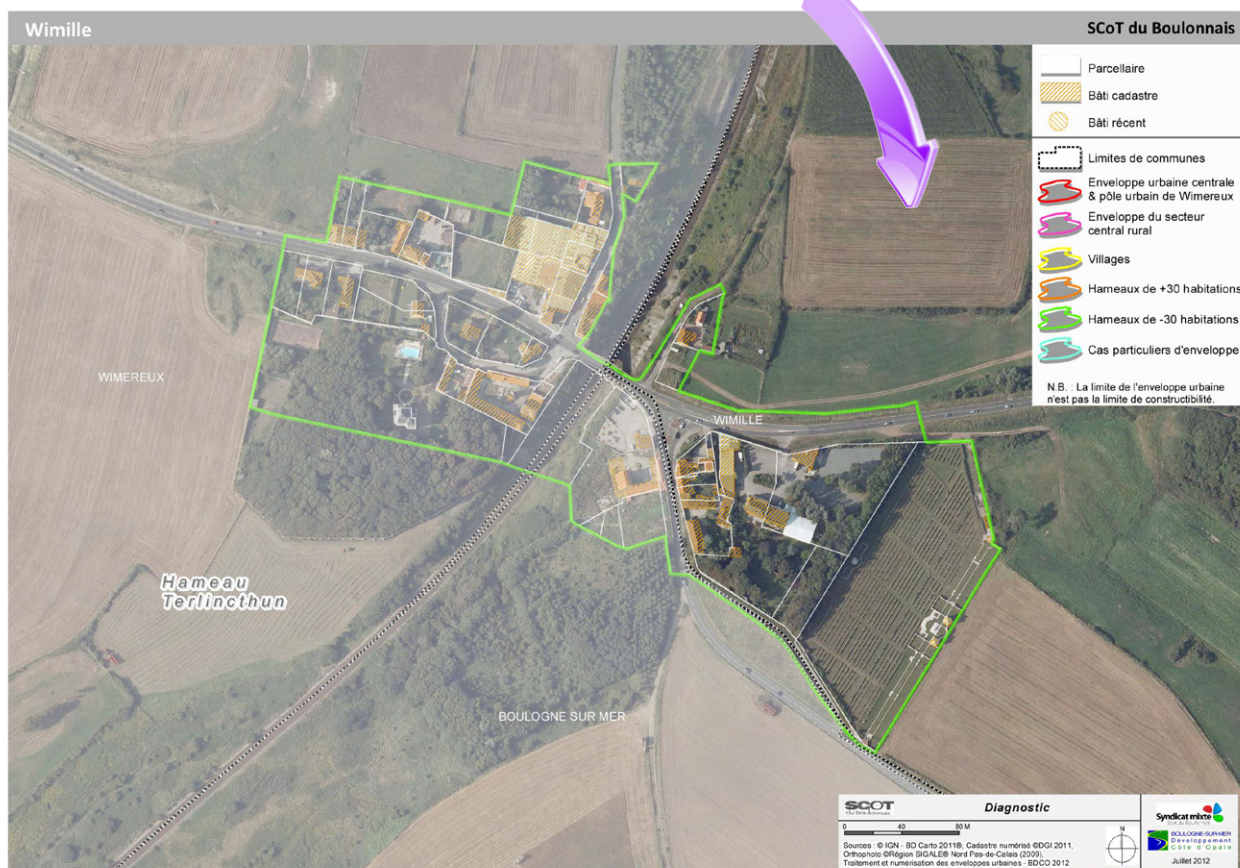 Wimille
SCoT du Boulonnais
Parcellaire
Bâti cadastre
Bâti récent
Limites de communes
Enveloppe urbaine centrale
& pôle urbain de Wimereux
Enveloppe du secteur
central rural
Villages
Hameaux de +30 habitations
Hameaux de -30 habitations
Cas particuliers d'enveloppe
N.B. : La limite de l'enveloppe urbaine
n'est pas la limite de constructibilité.
WIMEREUX
WIMILLE
Hameau
Terlincthun
BOULOGNE SUR MER
SCOT
du Boulonnais
Diagnostic
0 40 80 M
Sources : © IGN - BD Carto 2011®, Cadastre numérisé ©DGI 2011,
Orthophoto ©Région SIGALE® Nord Pas-de-Calais (2009),
Traitement et numérisation des enveloppes urbaines - BDCO 2012
N
Syndicat mixte
BOULOGNE-SUR-MER
Développement
Côte d'Opale
Juillet 2012